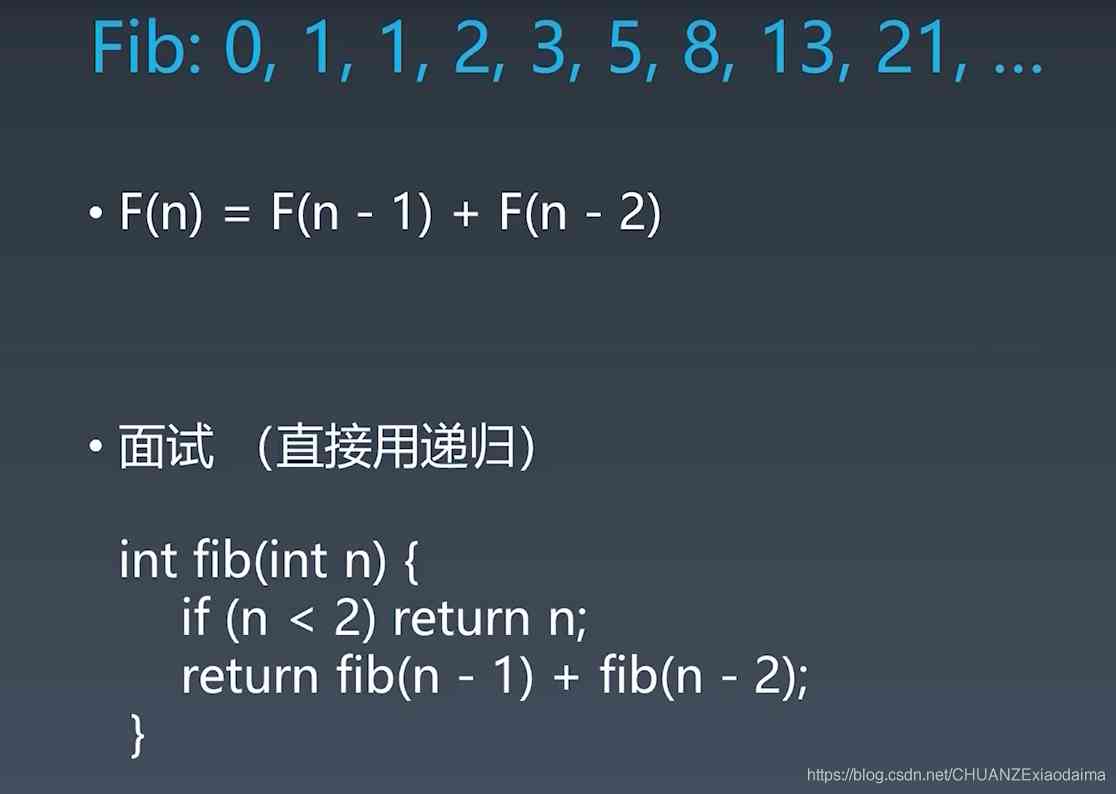 Fib: 0, 1, 1, 2, 3, 5, 8, 13, 21, ...
• F(n) = F(n - 1) + F(n - 2)
• 面试 （直接用递归）
int fib(int n) {
if (n < 2) return n;
return fib(n - 1) + fib(n - 2);
}
https://blog.csdn.net/CHUANZExiaodaima